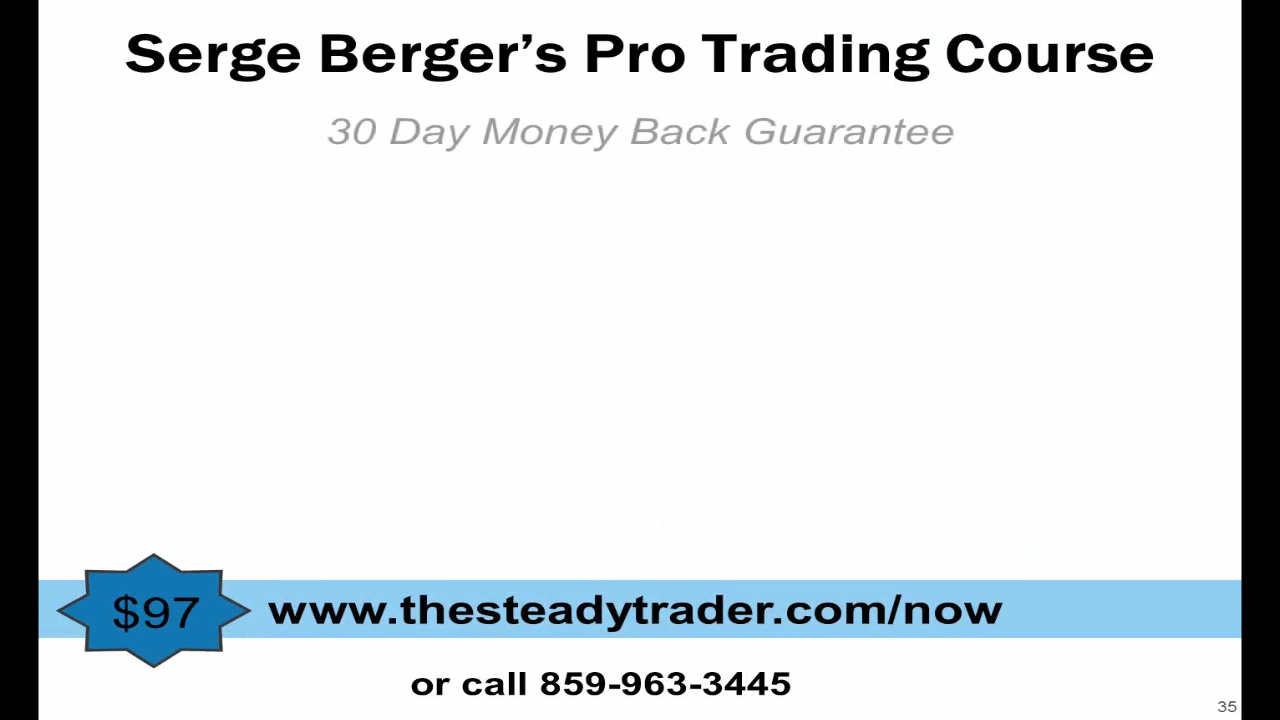 Serge Berger’s Pro Trading Course
30 Day Money Back Guarantee
$97
www.thesteadytrader.com/now
or call 859-963-3445
35